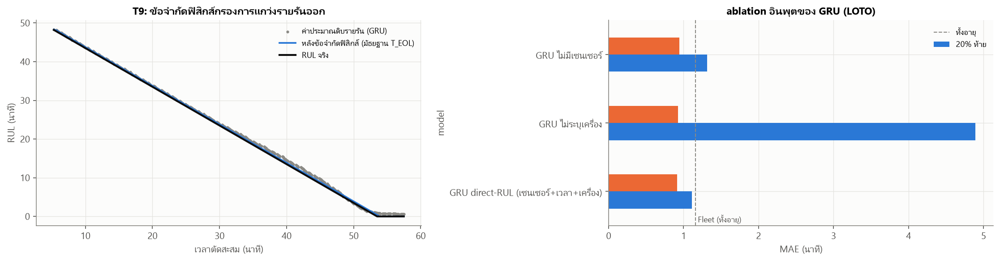 T9: ข้อจำกัดฟิสิกส์กรองการแกว่งรายรันออก
50
40
30
20
10
0
RUL (นาที)
ค่าประมาณดิบรายรัน (GRU)
หลังข้อจำกัดฟิสิกส์ (มัธยฐาน T_EOL)
RUL จริง
10
20
30
40
50
60
เวลาตัดสะสม (นาที)
ablation อินพุตของ GRU (LOTO)
model
GRU ไม่มีเซนเซอร์
GRU ไม่ระบุเครื่อง
GRU direct-RUL (เซนเซอร์+เวลา+เครื่อง)
ทั้งอายุ
20% ท้าย
Fleet (ทั้งอายุ)
0
1
2
3
4
5
MAE (นาที)